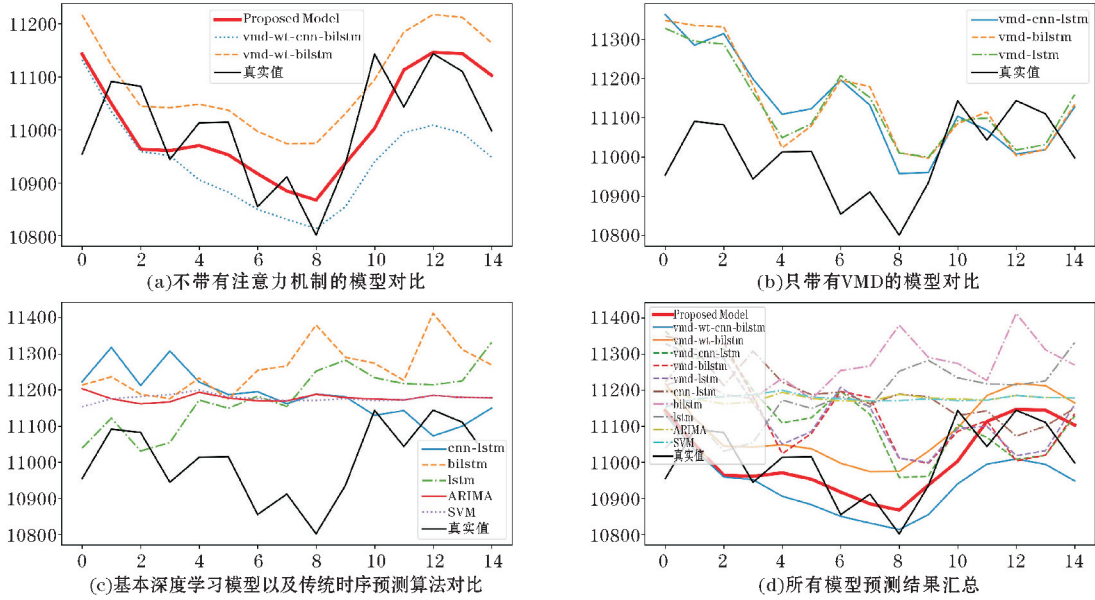 Proposed Model
vmd-wt-cnn-bilstm
vmd-wt-bilstm
真实值
11200
11100
11000
10900
10800
0 2 4 6 8 10 12 14
(a)不带有注意力机制的模型对比
vmd-cnn-lstm
vmd-bilstm
vmd-lstm
真实值
11300
11200
11100
11000
10900
10800
0 2 4 6 8 10 12 14
(b)只带有VMD的模型对比
11400
11300
11200
11100
11000
10900
10800
cnn-lstm
bilstm
lstm
ARIMA
SVM
真实值
0 2 4 6 8 10 12 14
(c)基本深度学习模型以及传统时序预测算法对比
11400
11300
11200
11100
11000
10900
10800
Proposed Model
vmd-wt-cnn-bilstm
vmd-wt-bilstm
vmd-cnn-lstm
vmd-bilstm
vmd-lstm
cnn-lstm
bilstm
lstm
ARIMA
SVM
真实值
0 2 4 6 8 10 12 14
(d)所有模型预测结果汇总